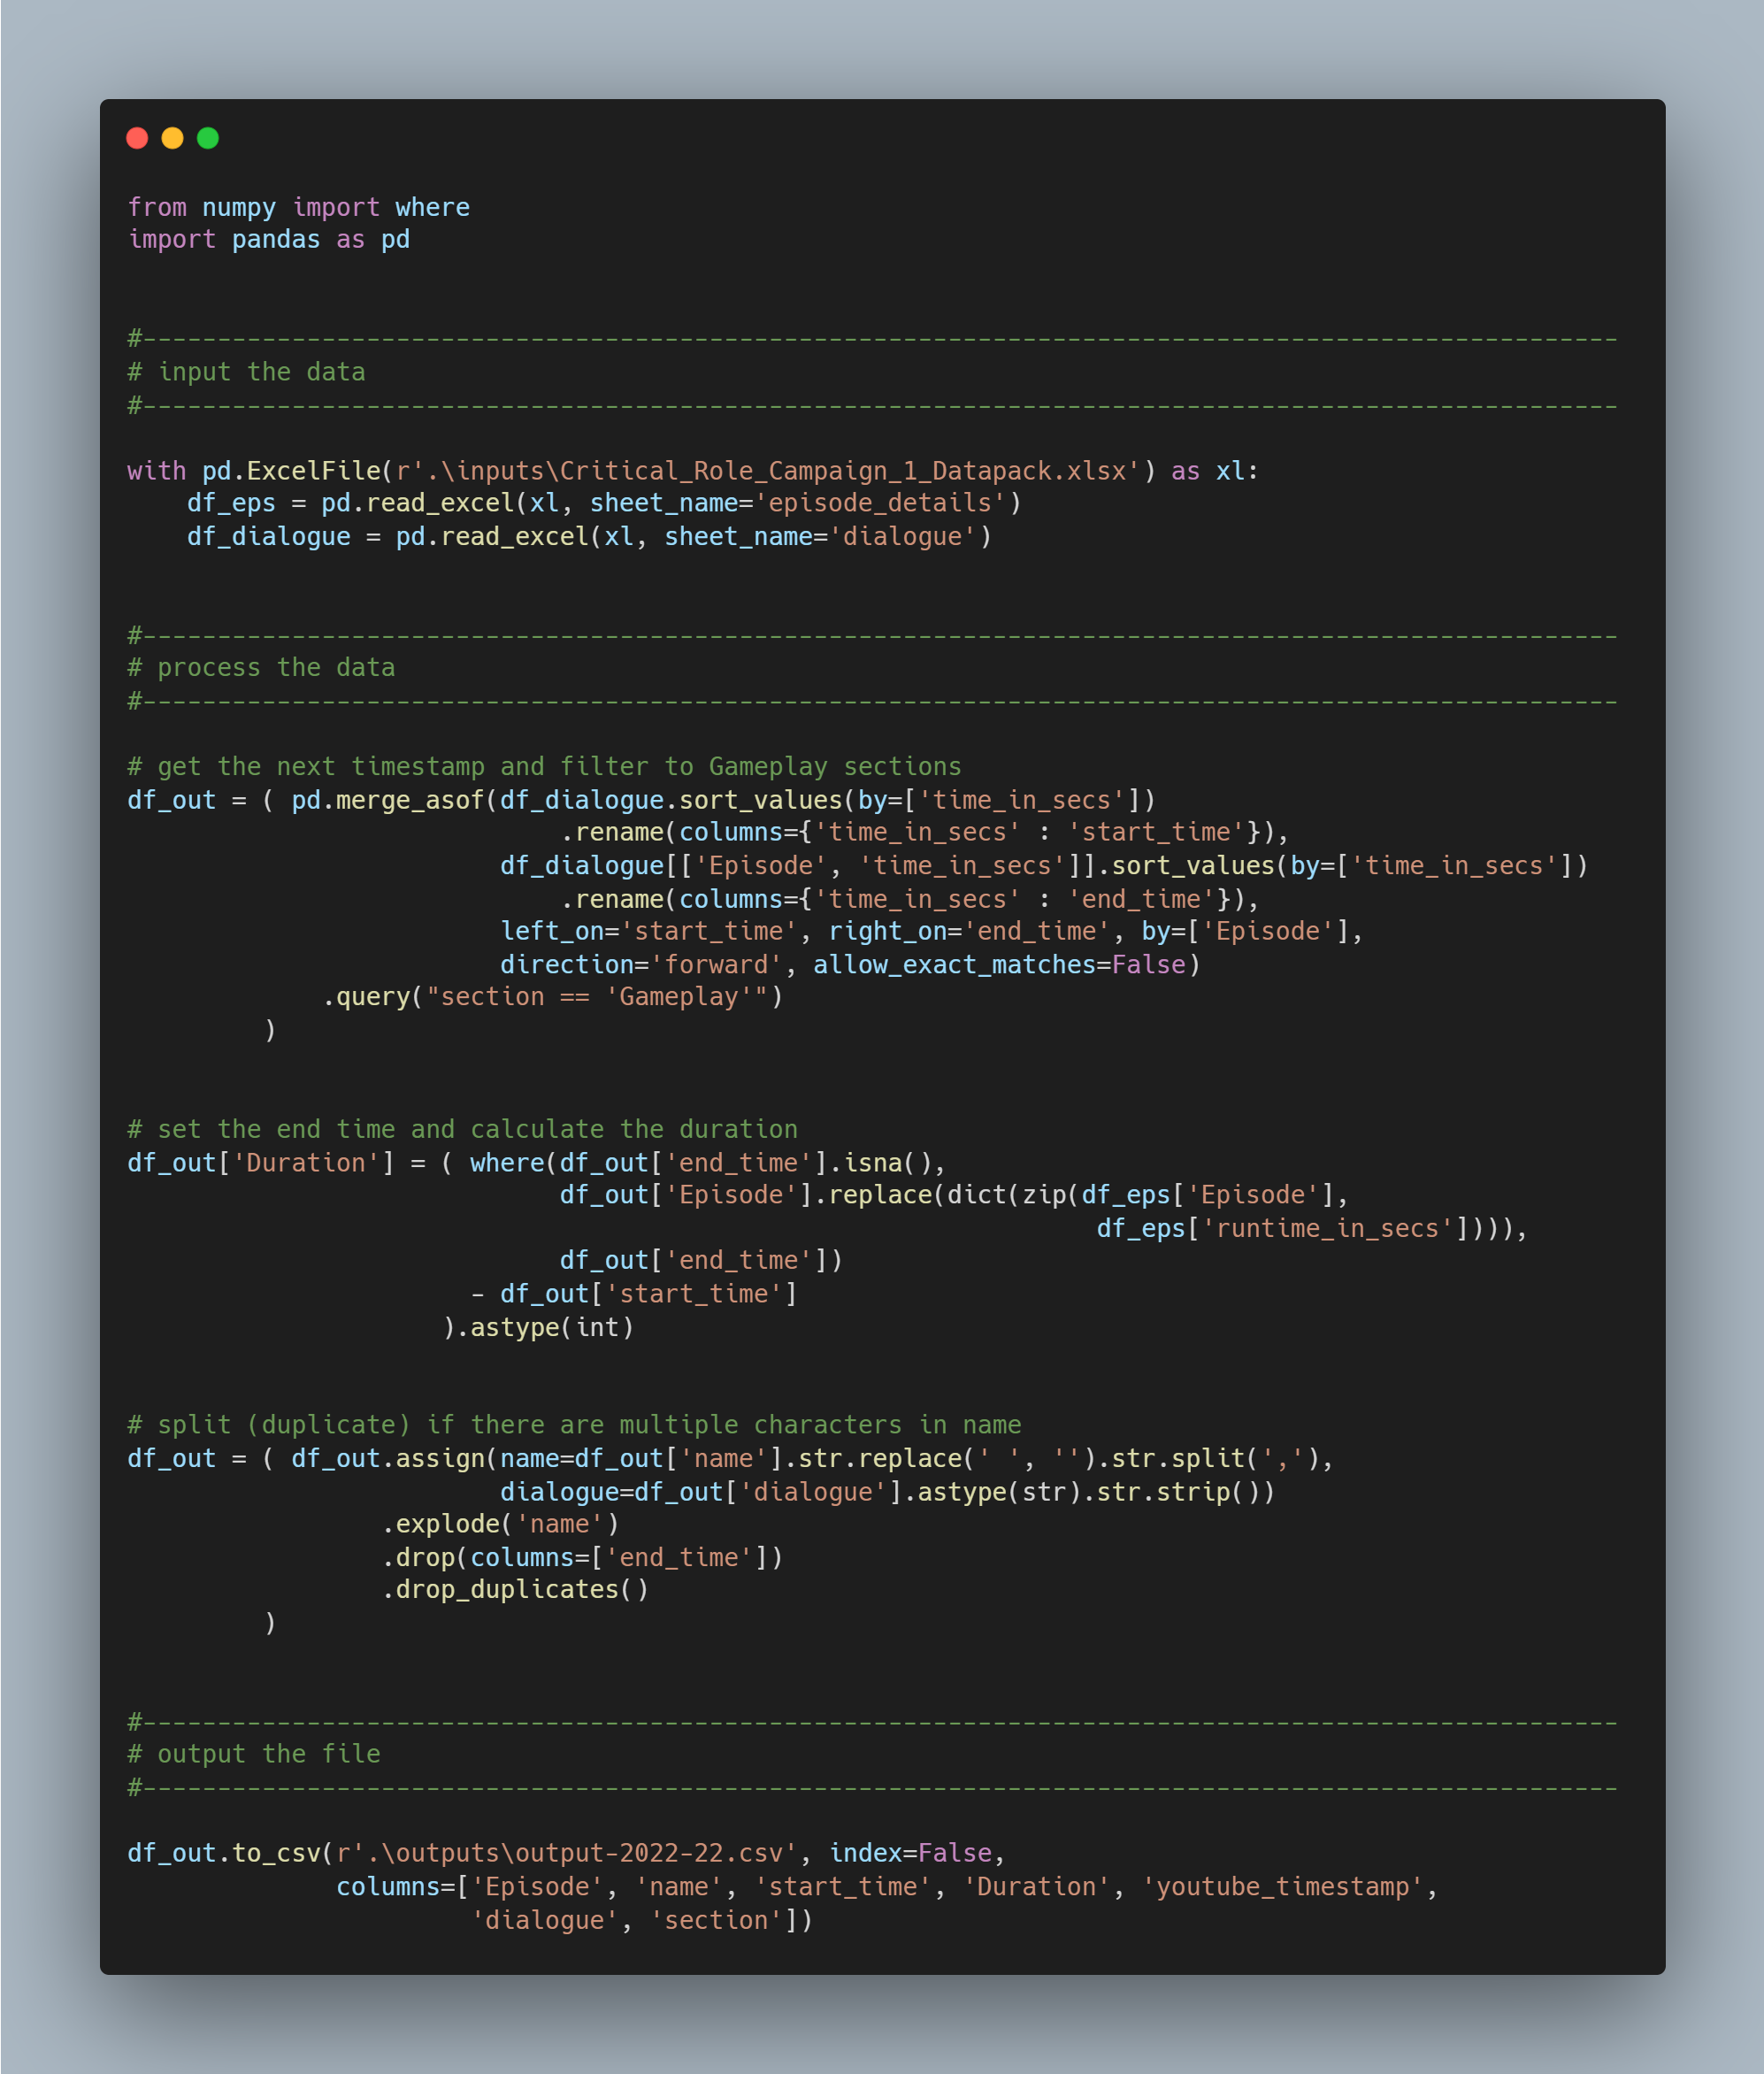 from numpy import where
import pandas as pd
#---------------------------------------------------------------------------------------------------
# input the data
#---------------------------------------------------------------------------------------------------
with pd.ExcelFile(r'.\inputs\Critical_Role_Campaign_1_Datapack.xlsx') as xl:
    df_eps = pd.read_excel(xl, sheet_name='episode_details')
    df_dialogue = pd.read_excel(xl, sheet_name='dialogue')
#---------------------------------------------------------------------------------------------------
# process the data
#---------------------------------------------------------------------------------------------------
# get the next timestamp and filter to Gameplay sections
df_out = ( pd.merge_asof(df_dialogue.sort_values(by=['time_in_secs'])
                             .rename(columns={'time_in_secs' : 'start_time'}),
                         df_dialogue[['Episode', 'time_in_secs']].sort_values(by=['time_in_secs'])
                             .rename(columns={'time_in_secs' : 'end_time'}),
                         left_on='start_time', right_on='end_time', by=['Episode'],
                         direction='forward', allow_exact_matches=False)
             .query("section == 'Gameplay'")
         )
# set the end time and calculate the duration
df_out['Duration'] = ( where(df_out['end_time'].isna(),
                             df_out['Episode'].replace(dict(zip(df_eps['Episode'],
                                                                 df_eps['runtime_in_secs']))),
                             df_out['end_time'])
                       - df_out['start_time']
                     ).astype(int)
# split (duplicate) if there are multiple characters in name
df_out = ( df_out.assign(name=df_out['name'].str.replace(' ', '').str.split(','),
                         dialogue=df_out['dialogue'].astype(str).str.strip())
                 .explode('name')
                 .drop(columns=['end_time'])
                 .drop_duplicates()
         )
#---------------------------------------------------------------------------------------------------
# output the file
#---------------------------------------------------------------------------------------------------
df_out.to_csv(r'.\outputs\output-2022-22.csv', index=False,
              columns=['Episode', 'name', 'start_time', 'Duration', 'youtube_timestamp',
                       'dialogue', 'section'])